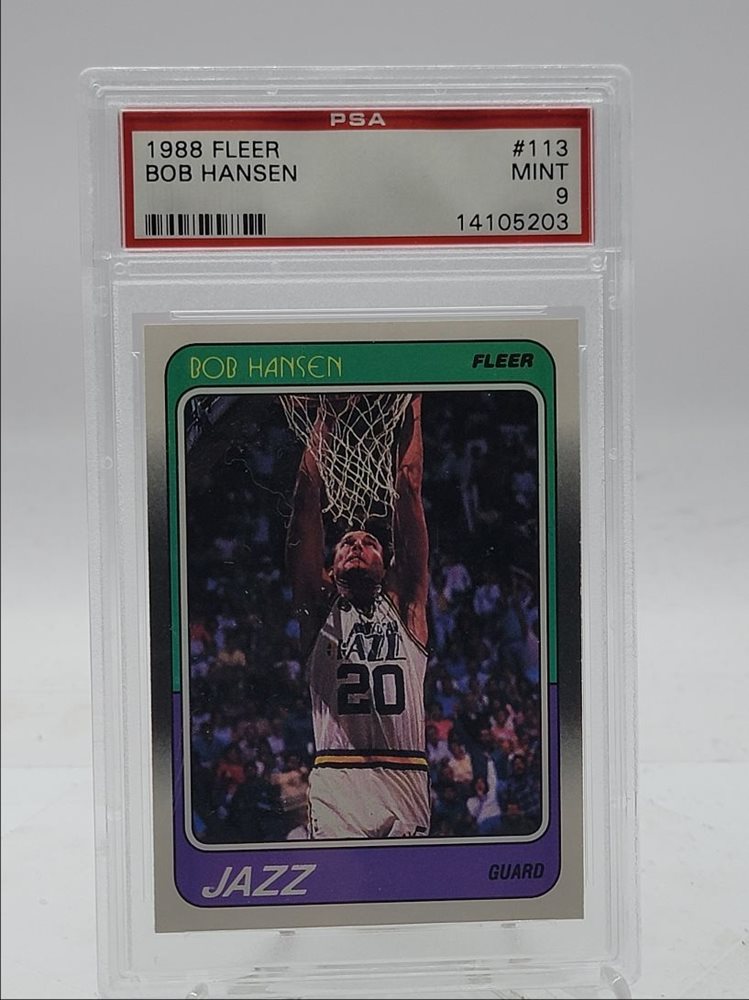 PSA
1988 FLEER #113
BOB HANSEN MINT
9
14105203
BOB HANSEN FLEER
JAZZ
20
JAZZ GUARD